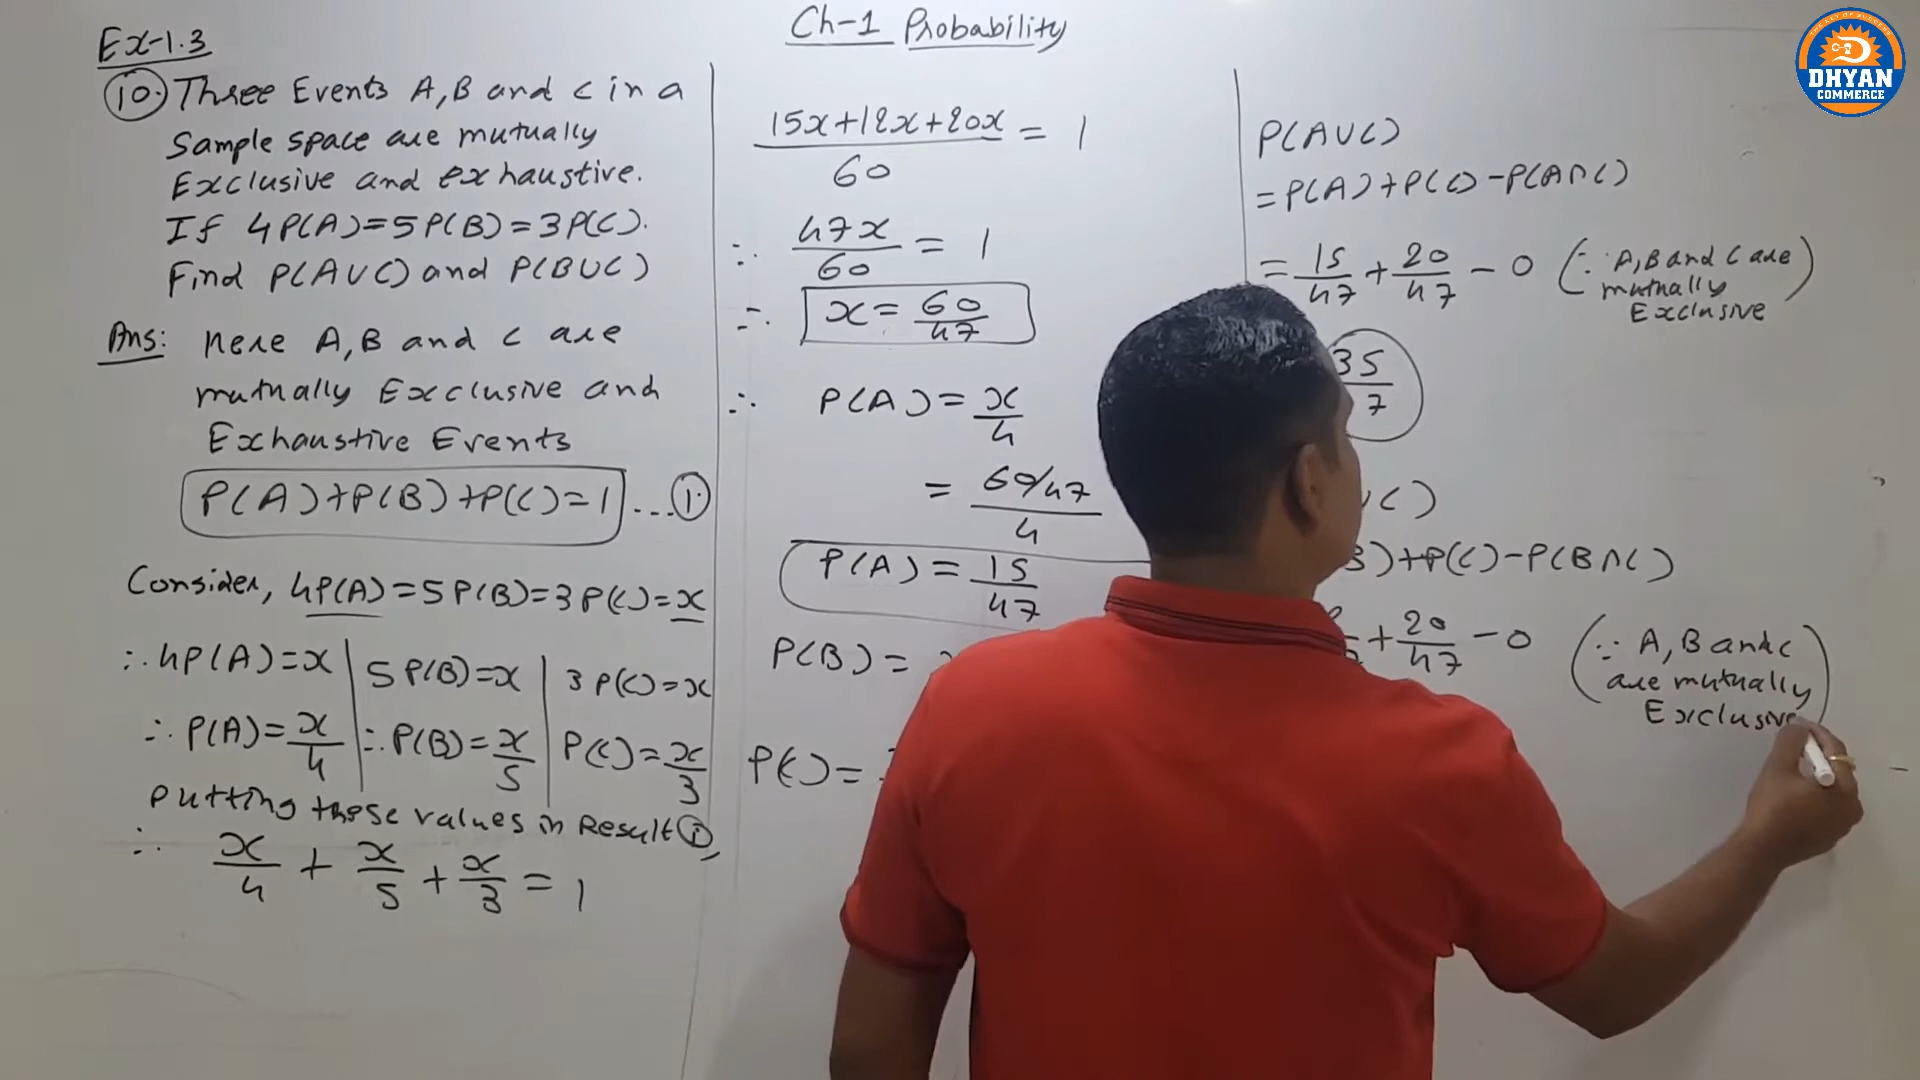 Ch-1 Probability
Ex-1.3
10. Three Events A, B and C in a
Sample space are mutually
Exclusive and exhaustive.
If 4P(A)=5P(B)=3P(C).
Find P(A∪C) and P(B∪C)
Ans: Here A, B and C are
mutually Exclusive and
Exhaustive Events
P(A)+P(B)+P(C)=1 ... ①
Consider, 4P(A)=5P(B)=3P(C)=x
∴ 4P(A)=x | 5P(B)=x | 3P(C)=x
∴ P(A)=x/4 | ∴ P(B)=x/5 | P(C)=x/3
Putting these values in Result ①,
∴ x/4 + x/5 + x/3 = 1
(15x+12x+20x)/60 = 1
∴ 47x/60 = 1
∴ x = 60/47
∴ P(A) = x/4
= (60/47)/4
P(A) = 15/47
P(B) =
P(C) =
P(A∪C)
= P(A)+P(C)-P(A∩C)
= 15/47 + 20/47 - 0 (∵ A, B and C are
mutually
Exclusive)
35
7
C)
)+P(C)-P(B∩C)
+ 20/47 - 0 (∵ A, B and C
are mutually
Exclusive)
DHYAN
COMMERCE